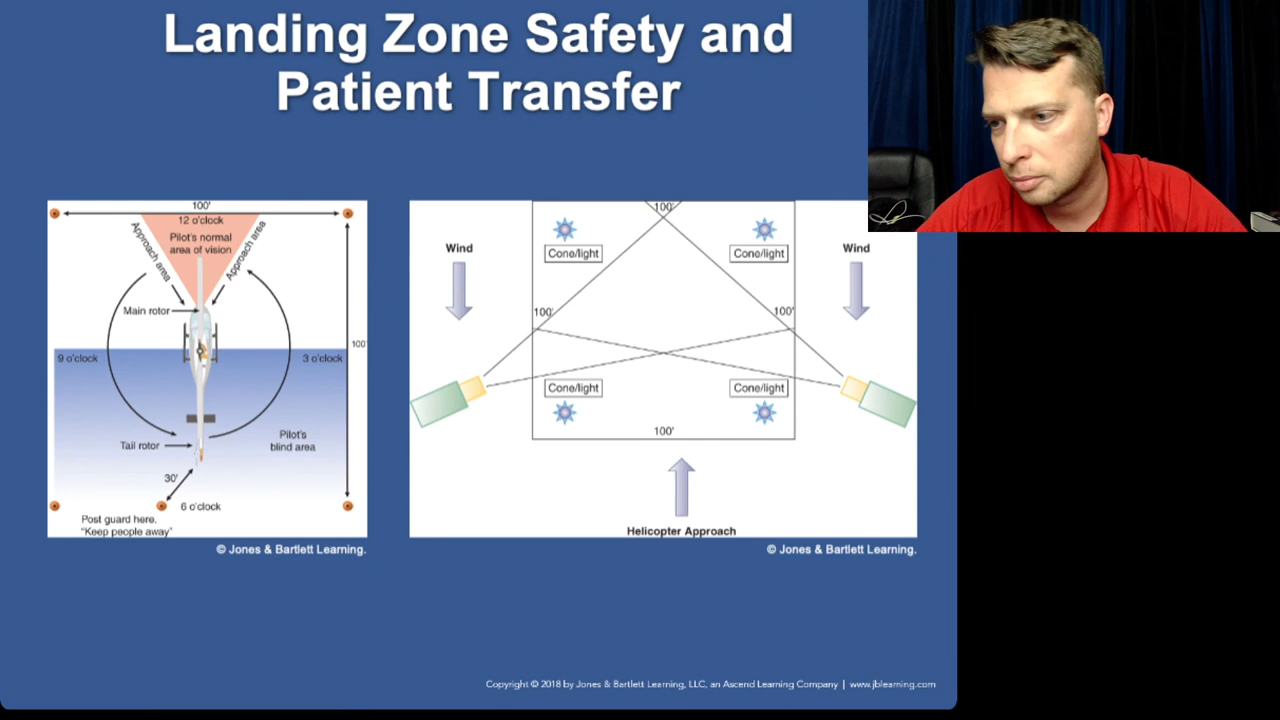 Landing Zone Safety and
Patient Transfer
100'
12 o'clock
Pilot's normal
area of vision
Approach area
Approach area
Main rotor
100'
9 o'clock
3 o'clock
Tail rotor
Pilot's
blind area
30'
6 o'clock
Post guard here.
"Keep people away"
© Jones & Bartlett Learning.
100'
Cone/light
Cone/light
Wind
Wind
100'
100'
Cone/light
Cone/light
100'
Helicopter Approach
© Jones & Bartlett Learning.
Copyright © 2018 by Jones & Bartlett Learning, LLC, an Ascend Learning Company | www.jblearning.com